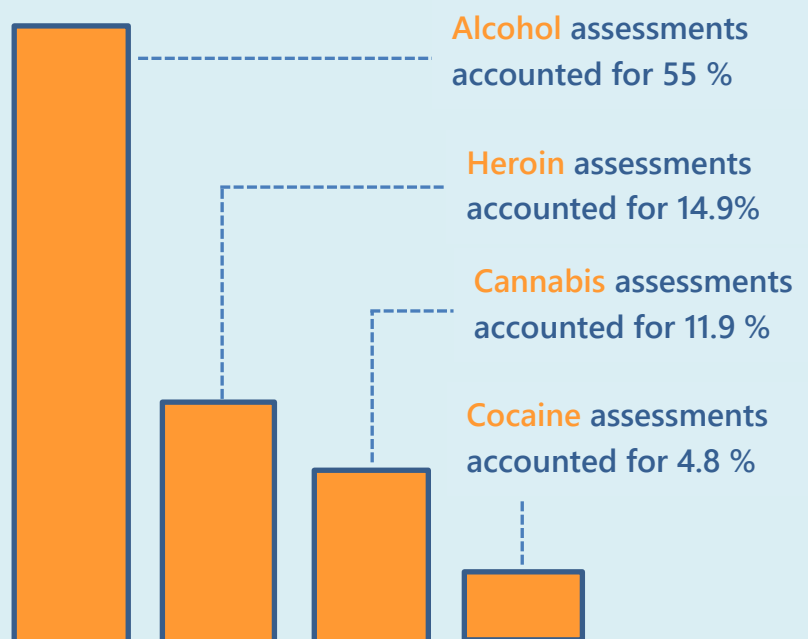 Alcohol assessments
accounted for 55 %
Heroin assessments
accounted for 14.9%
Cannabis assessments
accounted for 11.9 %
Cocaine assessments
accounted for 4.8 %